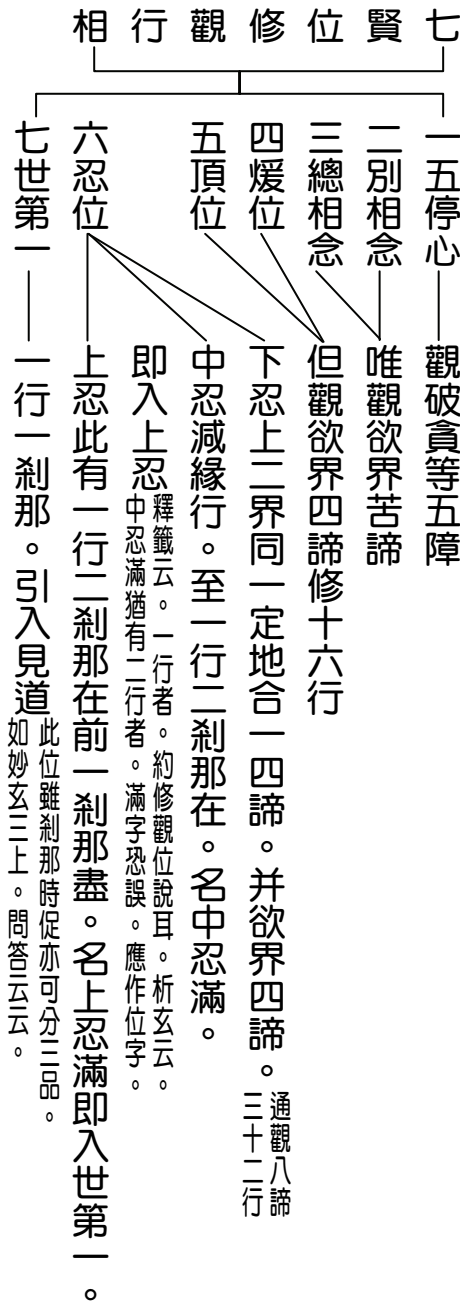 七賢位修觀行相
一五停心
觀破貪等五障
二別相念
三總相念
唯觀欲界苦諦
四煖位
五頂位
但觀欲界四諦修十六行
六忍位
下忍上二界同一定地合一四諦。并欲界四諦。
通觀八諦
三十二行
中忍減緣行。至一行二剎那在。名中忍滿。
即入上忍
釋籤云。一行者。約修觀位說耳。析玄云。
中忍滿猶有二行者。滿字恐誤。應作位字。
上忍此有一行二剎那在前一剎那盡。名上忍滿即入世第一。
七世第一
一行一剎那。引入見道
此位雖剎那時促亦可分三品。
如妙玄三上。問答云云。